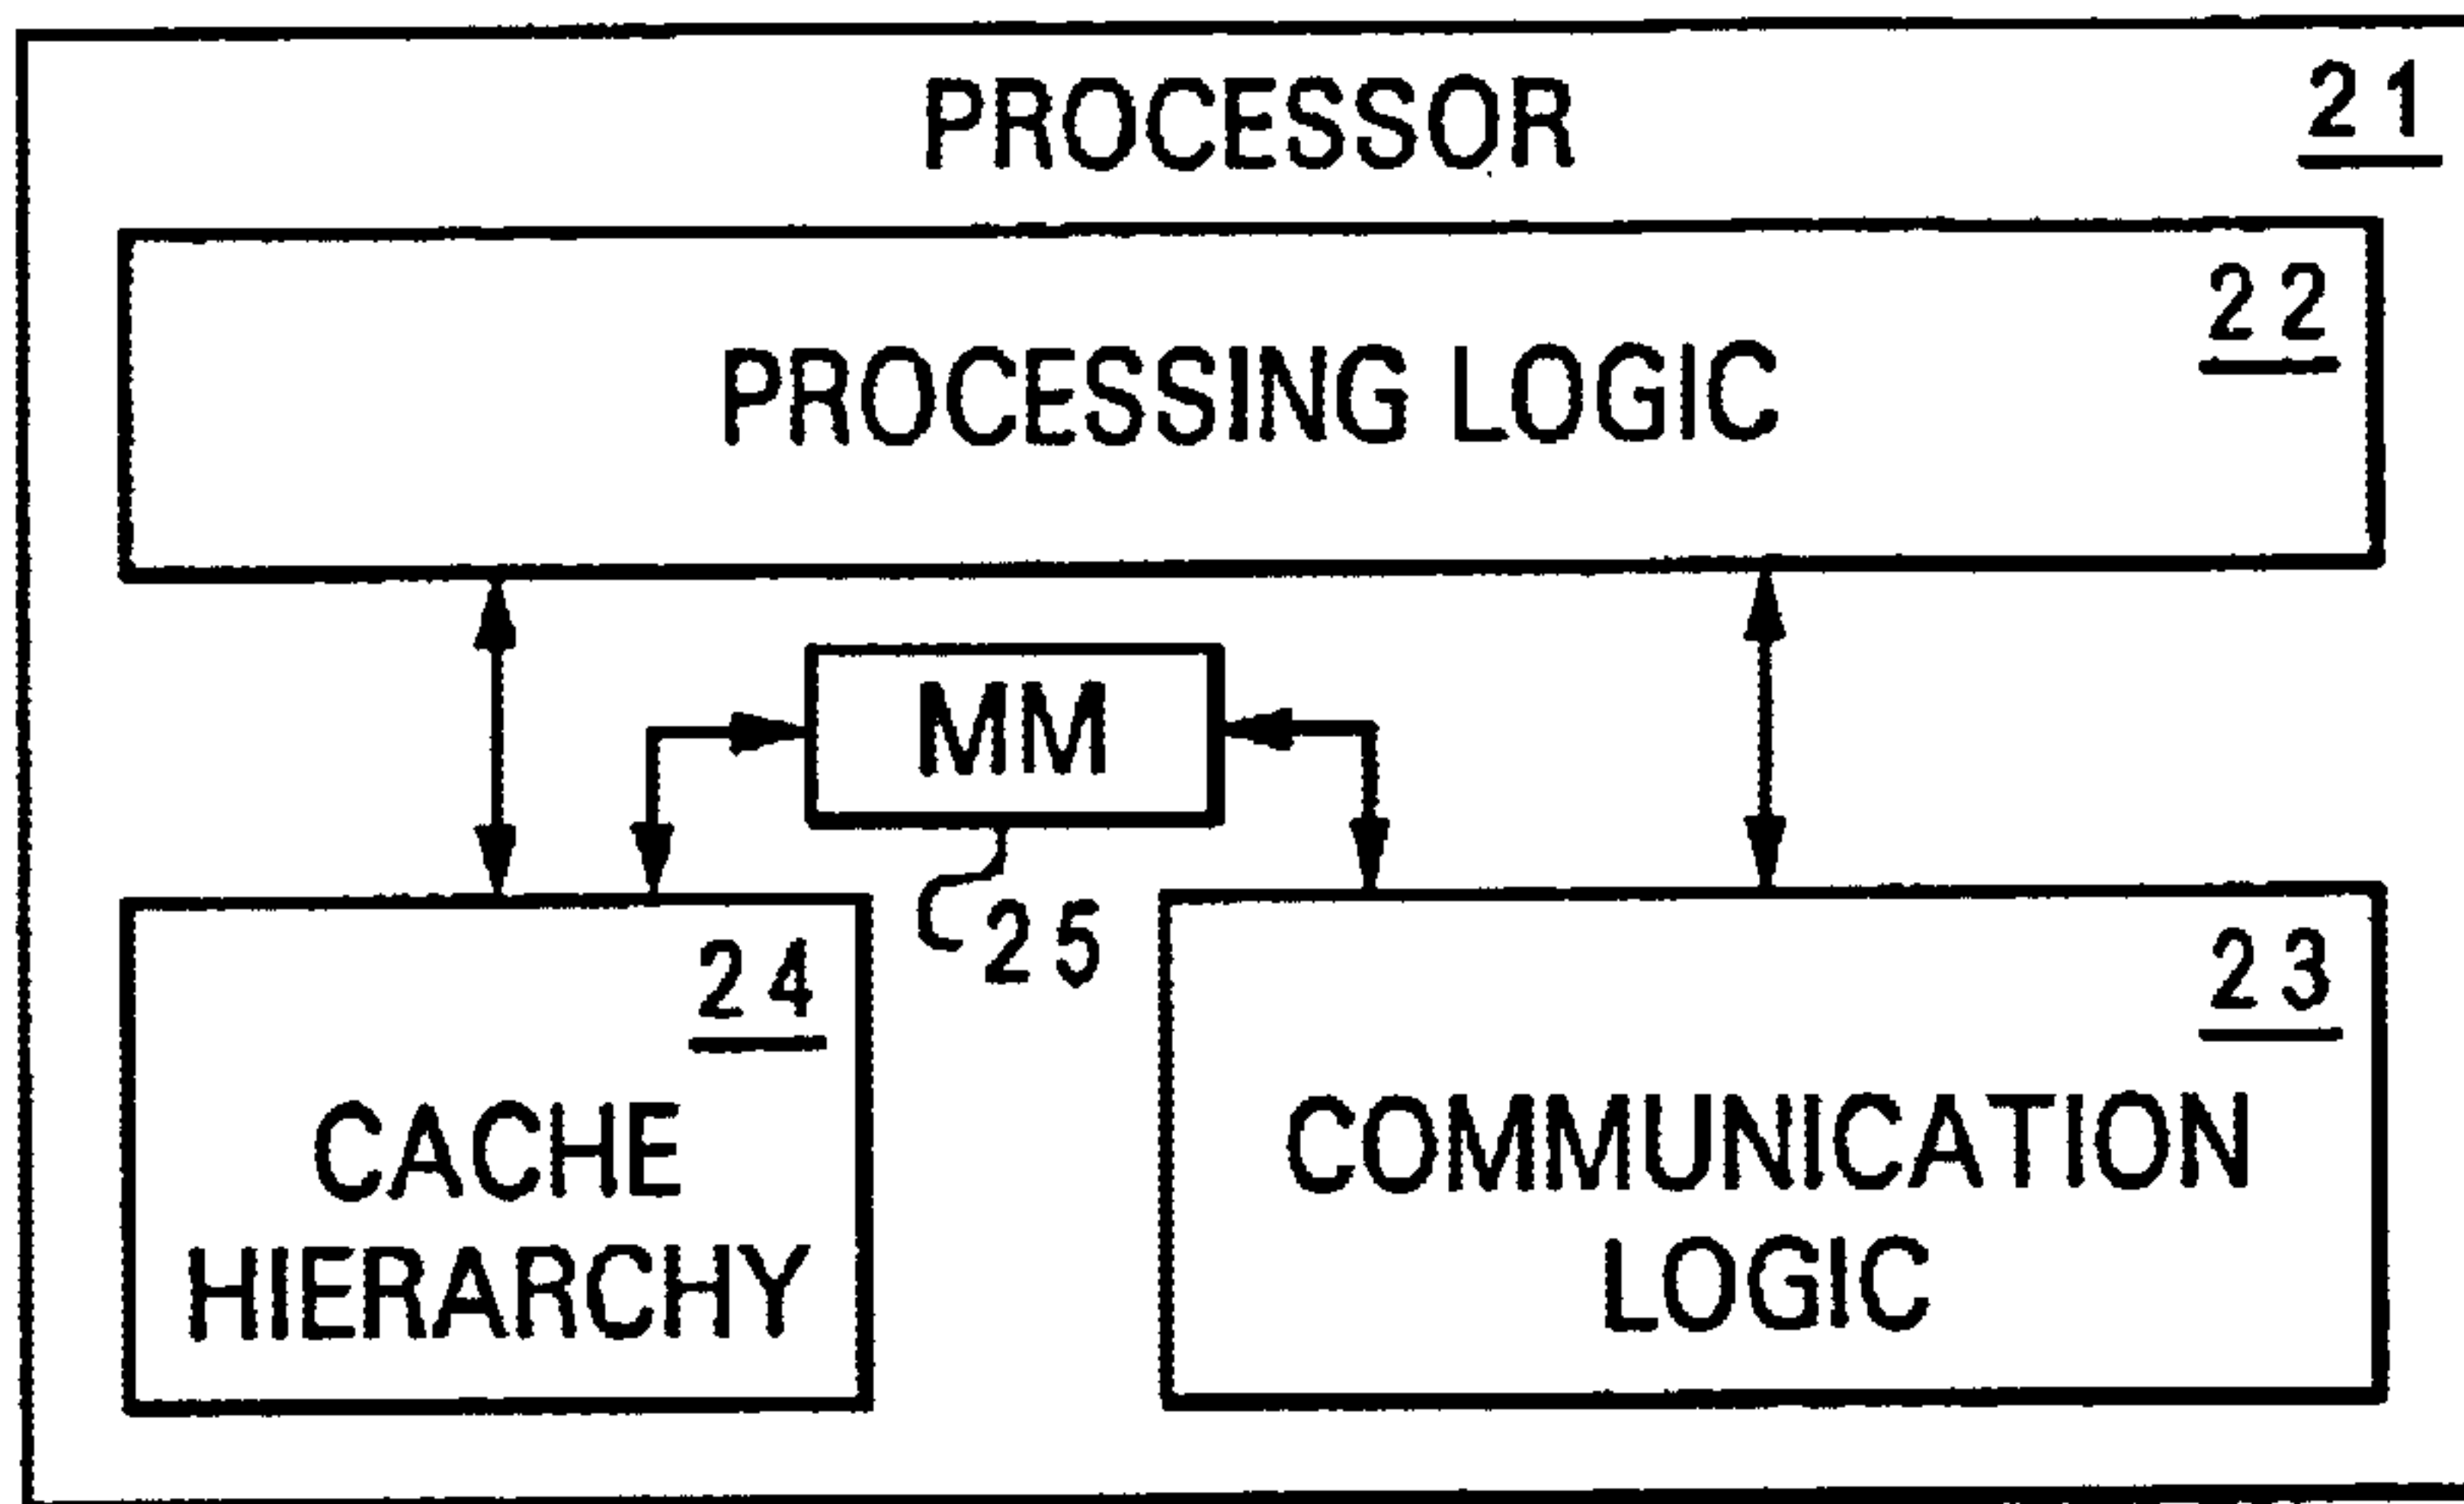 PROCESSOR 21
22
PROCESSING LOGIC
MM
25
24
CACHE
HIERARCHY
23
COMMUNICATION
LOGIC